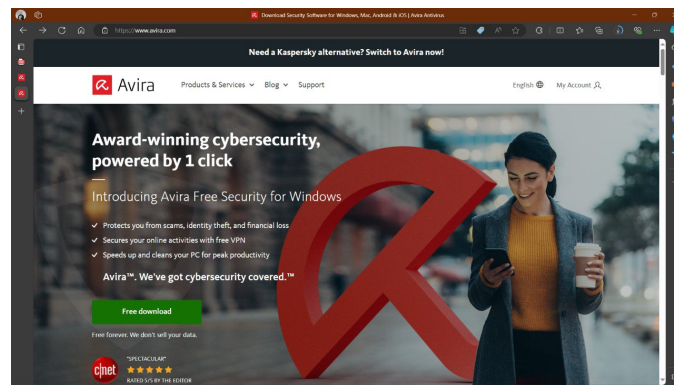 Download Security Software for Windows, Mac, Android & iOS | Avira Antivirus
https://www.avira.com
Need a Kaspersky alternative? Switch to Avira now!
Avira
Products & Services
Blog
Support
English
My Account
Award-winning cybersecurity,
powered by 1 click
Introducing Avira Free Security for Windows
Protects you from scams, identity theft, and financial loss
Secures your online activities with free VPN
Speeds up and cleans your PC for peak productivity
Avira™. We've got cybersecurity covered.™
Free download
Free forever. We don't sell your data.
c|net
"SPECTACULAR"
RATED 5/5 BY THE EDITOR